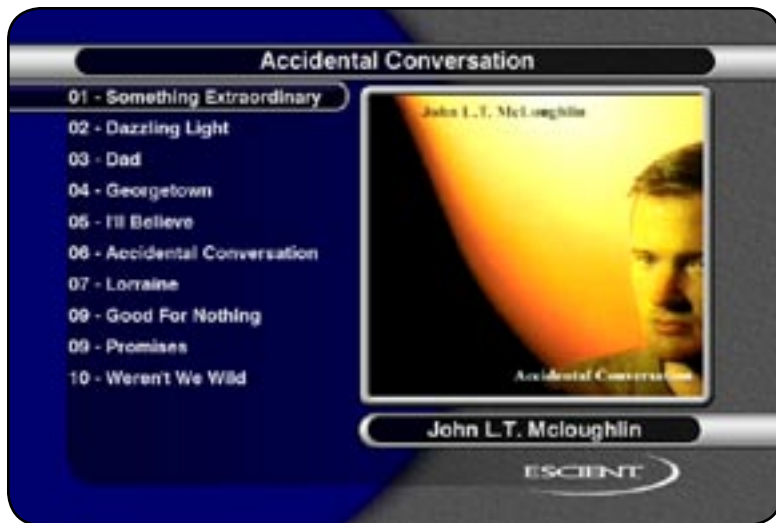 Accidental Conversation
01 - Something Extraordinary
02 - Dazzling Light
03 - Dad
04 - Georgetown
05 - I'll Believe
06 - Accidental Conversation
07 - Lorraine
09 - Good For Nothing
09 - Promises
10 - Weren't We Wild
John L.T. McLoughlin
Accidental Conversation
John L.T. Mcloughlin
ESCIENT